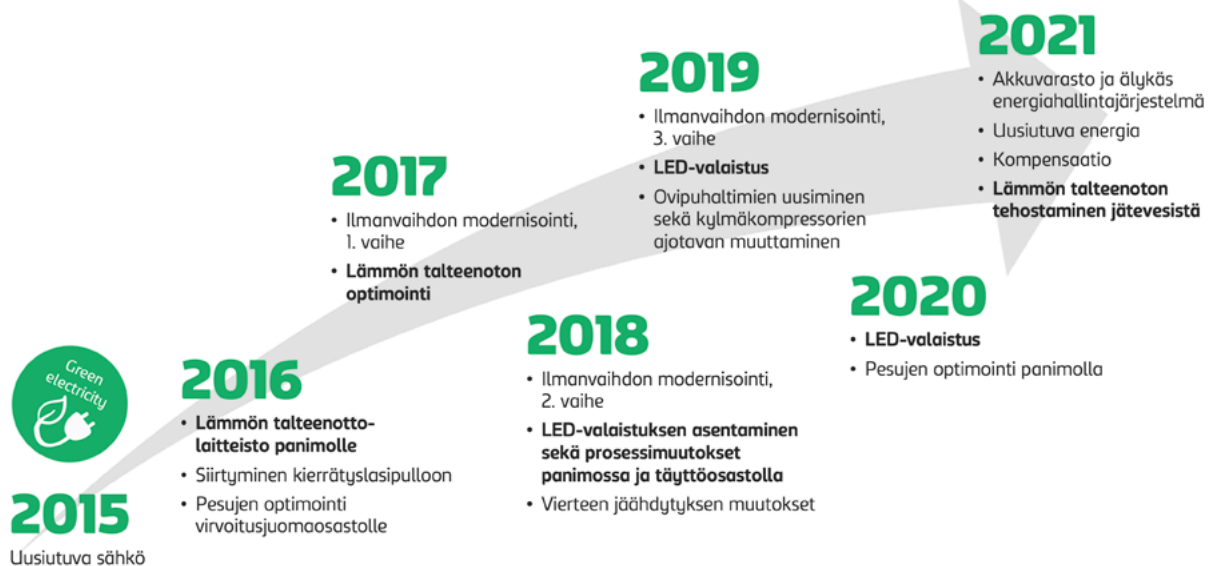 Green
electricity
2015
Uusiutuva sähkö
2016
• Lämmön talteenotto-
laitteisto panimolle
• Siirtyminen kierrätyslasipulloon
• Pesujen optimointi
virvoitusjuomaosastolle
2017
• Ilmanvaihdon modernisointi,
1. vaihe
• Lämmön talteenoton
optimointi
2018
• Ilmanvaihdon modernisointi,
2. vaihe
• LED-valaistuksen asentaminen
sekä prosessimuutokset
panimossa ja täyttöosastolla
• Vierteen jäähdytyksen muutokset
2019
• Ilmanvaihdon modernisointi,
3. vaihe
• LED-valaistus
• Ovipuhaltimien uusiminen
sekä kylmäkompressorien
ajotavan muuttaminen
2020
• LED-valaistus
• Pesujen optimointi panimolla
2021
• Akkuvarasto ja älykäs
energiahallintajärjestelmä
• Uusiutuva energia
• Kompensaatio
• Lämmön talteenoton
tehostaminen jätevesistä